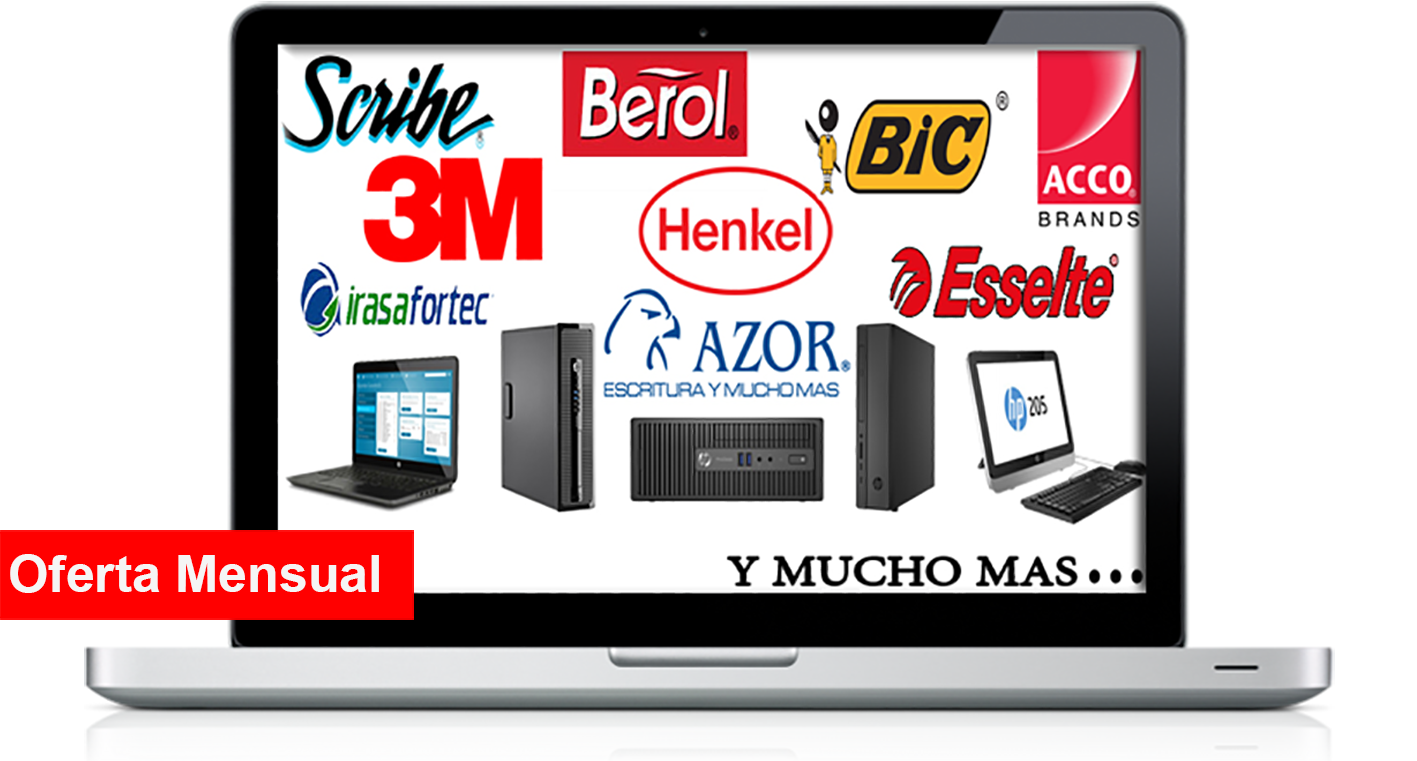 Scribe®
Berol®
BiC®
ACCO®
BRANDS
3M
Henkel
Esselte®
irasafortec
AZOR®
ESCRITURA Y MUCHO MAS
hp 205
hp
Oferta Mensual
Y MUCHO MAS...